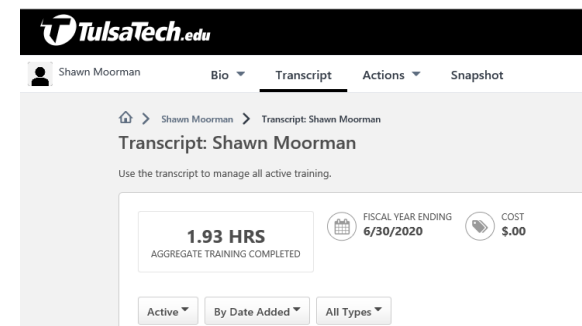 TulsaTech.edu
Shawn Moorman Bio Transcript Actions Snapshot
Shawn Moorman Transcript: Shawn Moorman
Transcript: Shawn Moorman
Use the transcript to manage all active training.
1.93 HRS
AGGREGATE TRAINING COMPLETED
FISCAL YEAR ENDING
6/30/2020
COST
$.00
Active By Date Added All Types